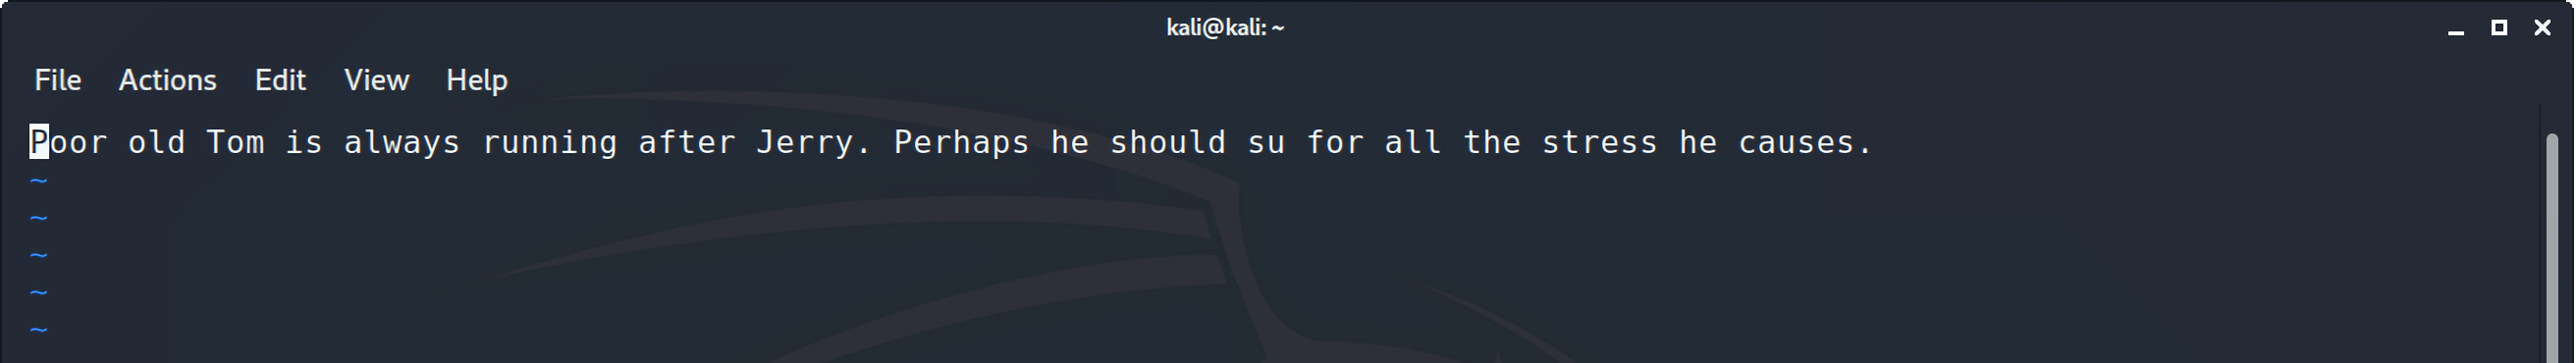 kali@kali: ~
File Actions Edit View Help
Poor old Tom is always running after Jerry. Perhaps he should su for all the stress he causes.
~
~
~
~
~